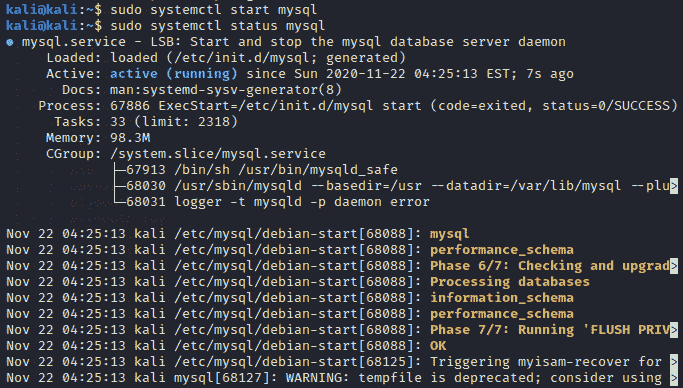 kali@kali:~$ sudo systemctl start mysql
kali@kali:~$ sudo systemctl status mysql
● mysql.service - LSB: Start and stop the mysql database server daemon
     Loaded: loaded (/etc/init.d/mysql; generated)
     Active: active (running) since Sun 2020-11-22 04:25:13 EST; 7s ago
       Docs: man:systemd-sysv-generator(8)
    Process: 67886 ExecStart=/etc/init.d/mysql start (code=exited, status=0/SUCCESS)
      Tasks: 33 (limit: 2318)
     Memory: 98.3M
     CGroup: /system.slice/mysql.service
             ├─67913 /bin/sh /usr/bin/mysqld_safe
             ├─68030 /usr/sbin/mysqld --basedir=/usr --datadir=/var/lib/mysql --plu>
             └─68031 logger -t mysqld -p daemon error
Nov 22 04:25:13 kali /etc/mysql/debian-start[68088]: mysql
Nov 22 04:25:13 kali /etc/mysql/debian-start[68088]: performance_schema
Nov 22 04:25:13 kali /etc/mysql/debian-start[68088]: Phase 6/7: Checking and upgrad>
Nov 22 04:25:13 kali /etc/mysql/debian-start[68088]: Processing databases
Nov 22 04:25:13 kali /etc/mysql/debian-start[68088]: information_schema
Nov 22 04:25:13 kali /etc/mysql/debian-start[68088]: performance_schema
Nov 22 04:25:13 kali /etc/mysql/debian-start[68088]: Phase 7/7: Running 'FLUSH PRIV>
Nov 22 04:25:13 kali /etc/mysql/debian-start[68088]: OK
Nov 22 04:25:13 kali /etc/mysql/debian-start[68125]: Triggering myisam-recover for >
Nov 22 04:25:13 kali mysql[68127]: WARNING: tempfile is deprecated; consider using >